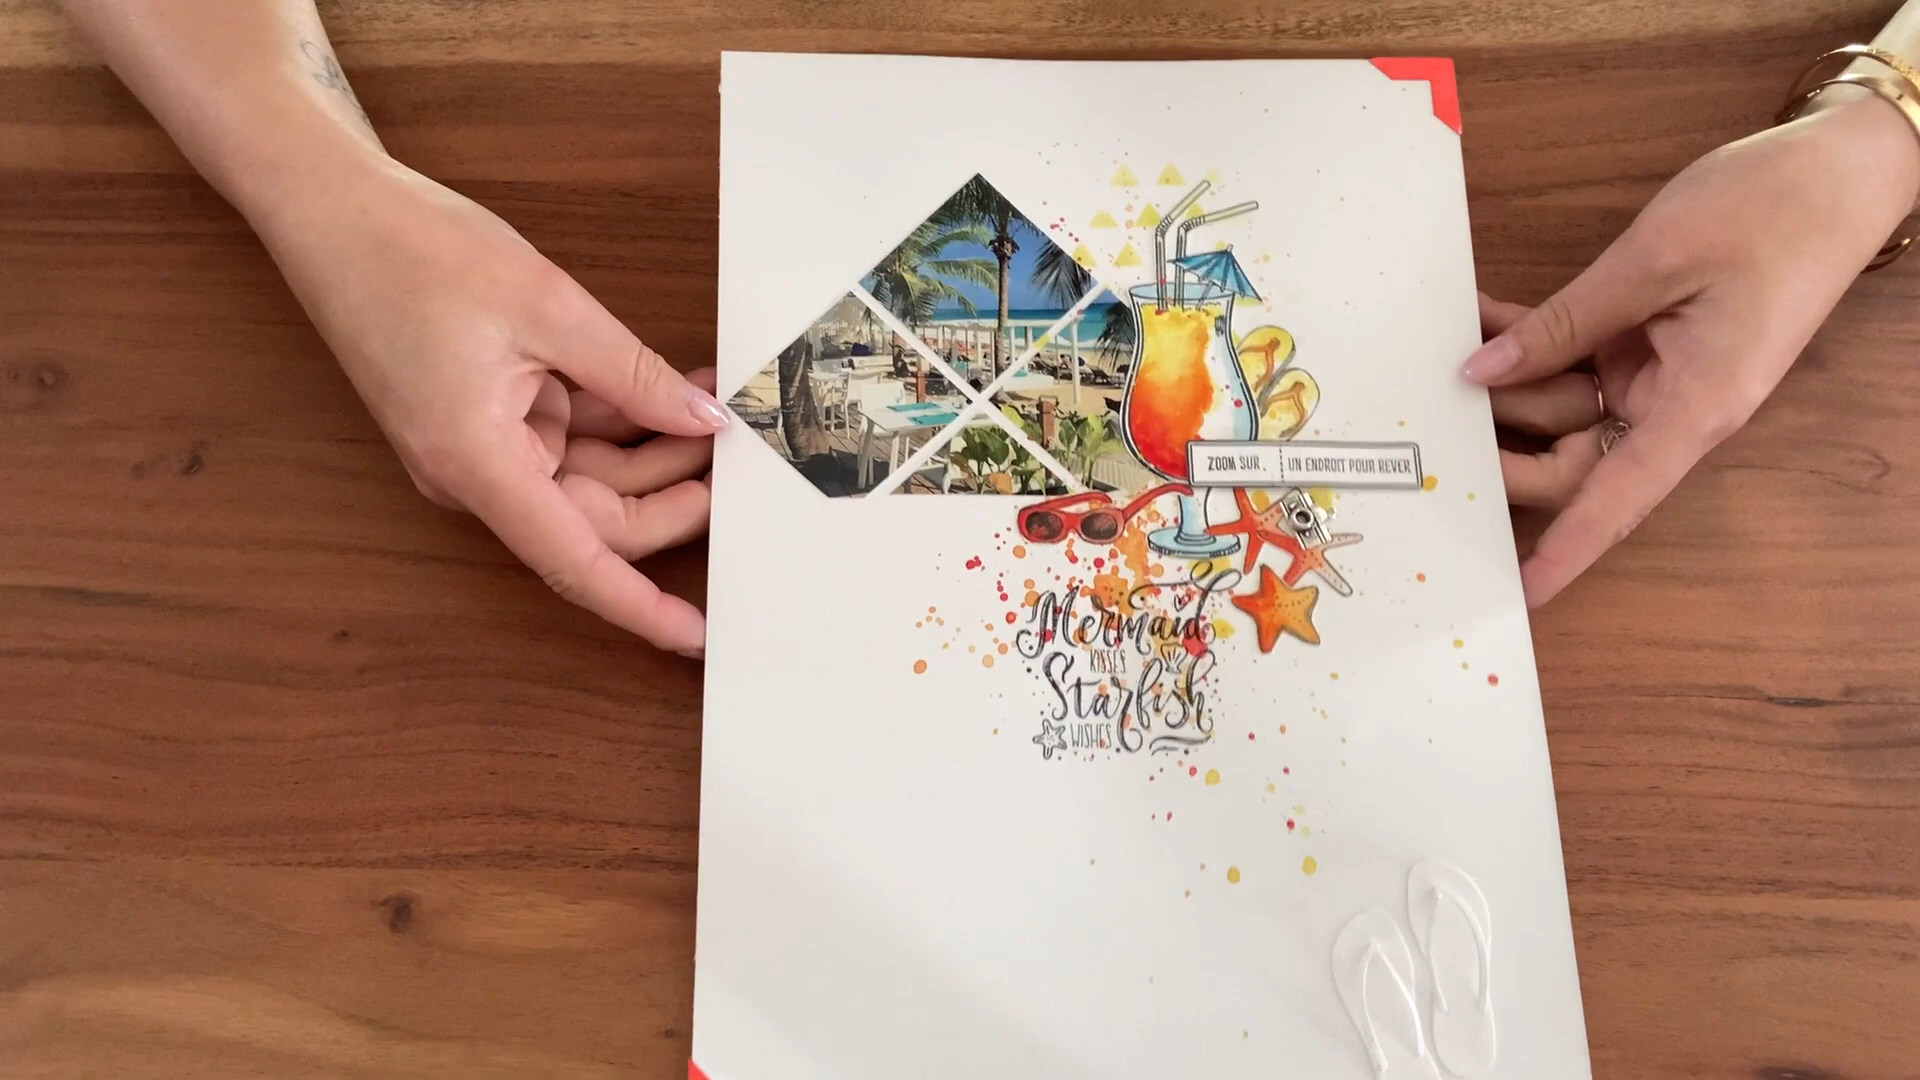 ZOOM SUR. UN ENDROIT POUR REVER
Mermaid
KISSES
Starfish
WISHES